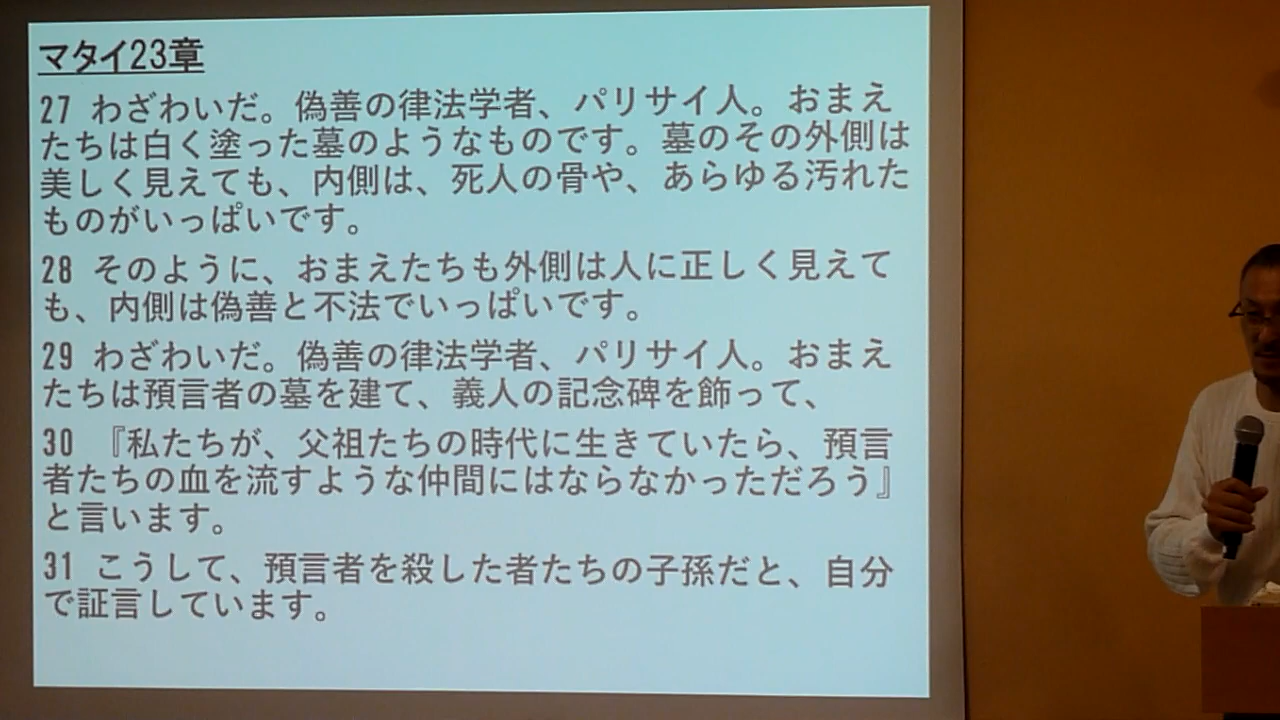 マタイ23章
27 わざわいだ。偽善の律法学者、パリサイ人。おまえ
たちは白く塗った墓のようなものです。墓のその外側は
美しく見えても、内側は、死人の骨や、あらゆる汚れた
ものがいっぱいです。
28 そのように、おまえたちも外側は人に正しく見えて
も、内側は偽善と不法でいっぱいです。
29 わざわいだ。偽善の律法学者、パリサイ人。おまえ
たちは預言者の墓を建て、義人の記念碑を飾って、
30 『私たちが、父祖たちの時代に生きていたら、預言
者たちの血を流すような仲間にはならなかっただろう』
と言います。
31 こうして、預言者を殺した者たちの子孫だと、自分
で証言しています。